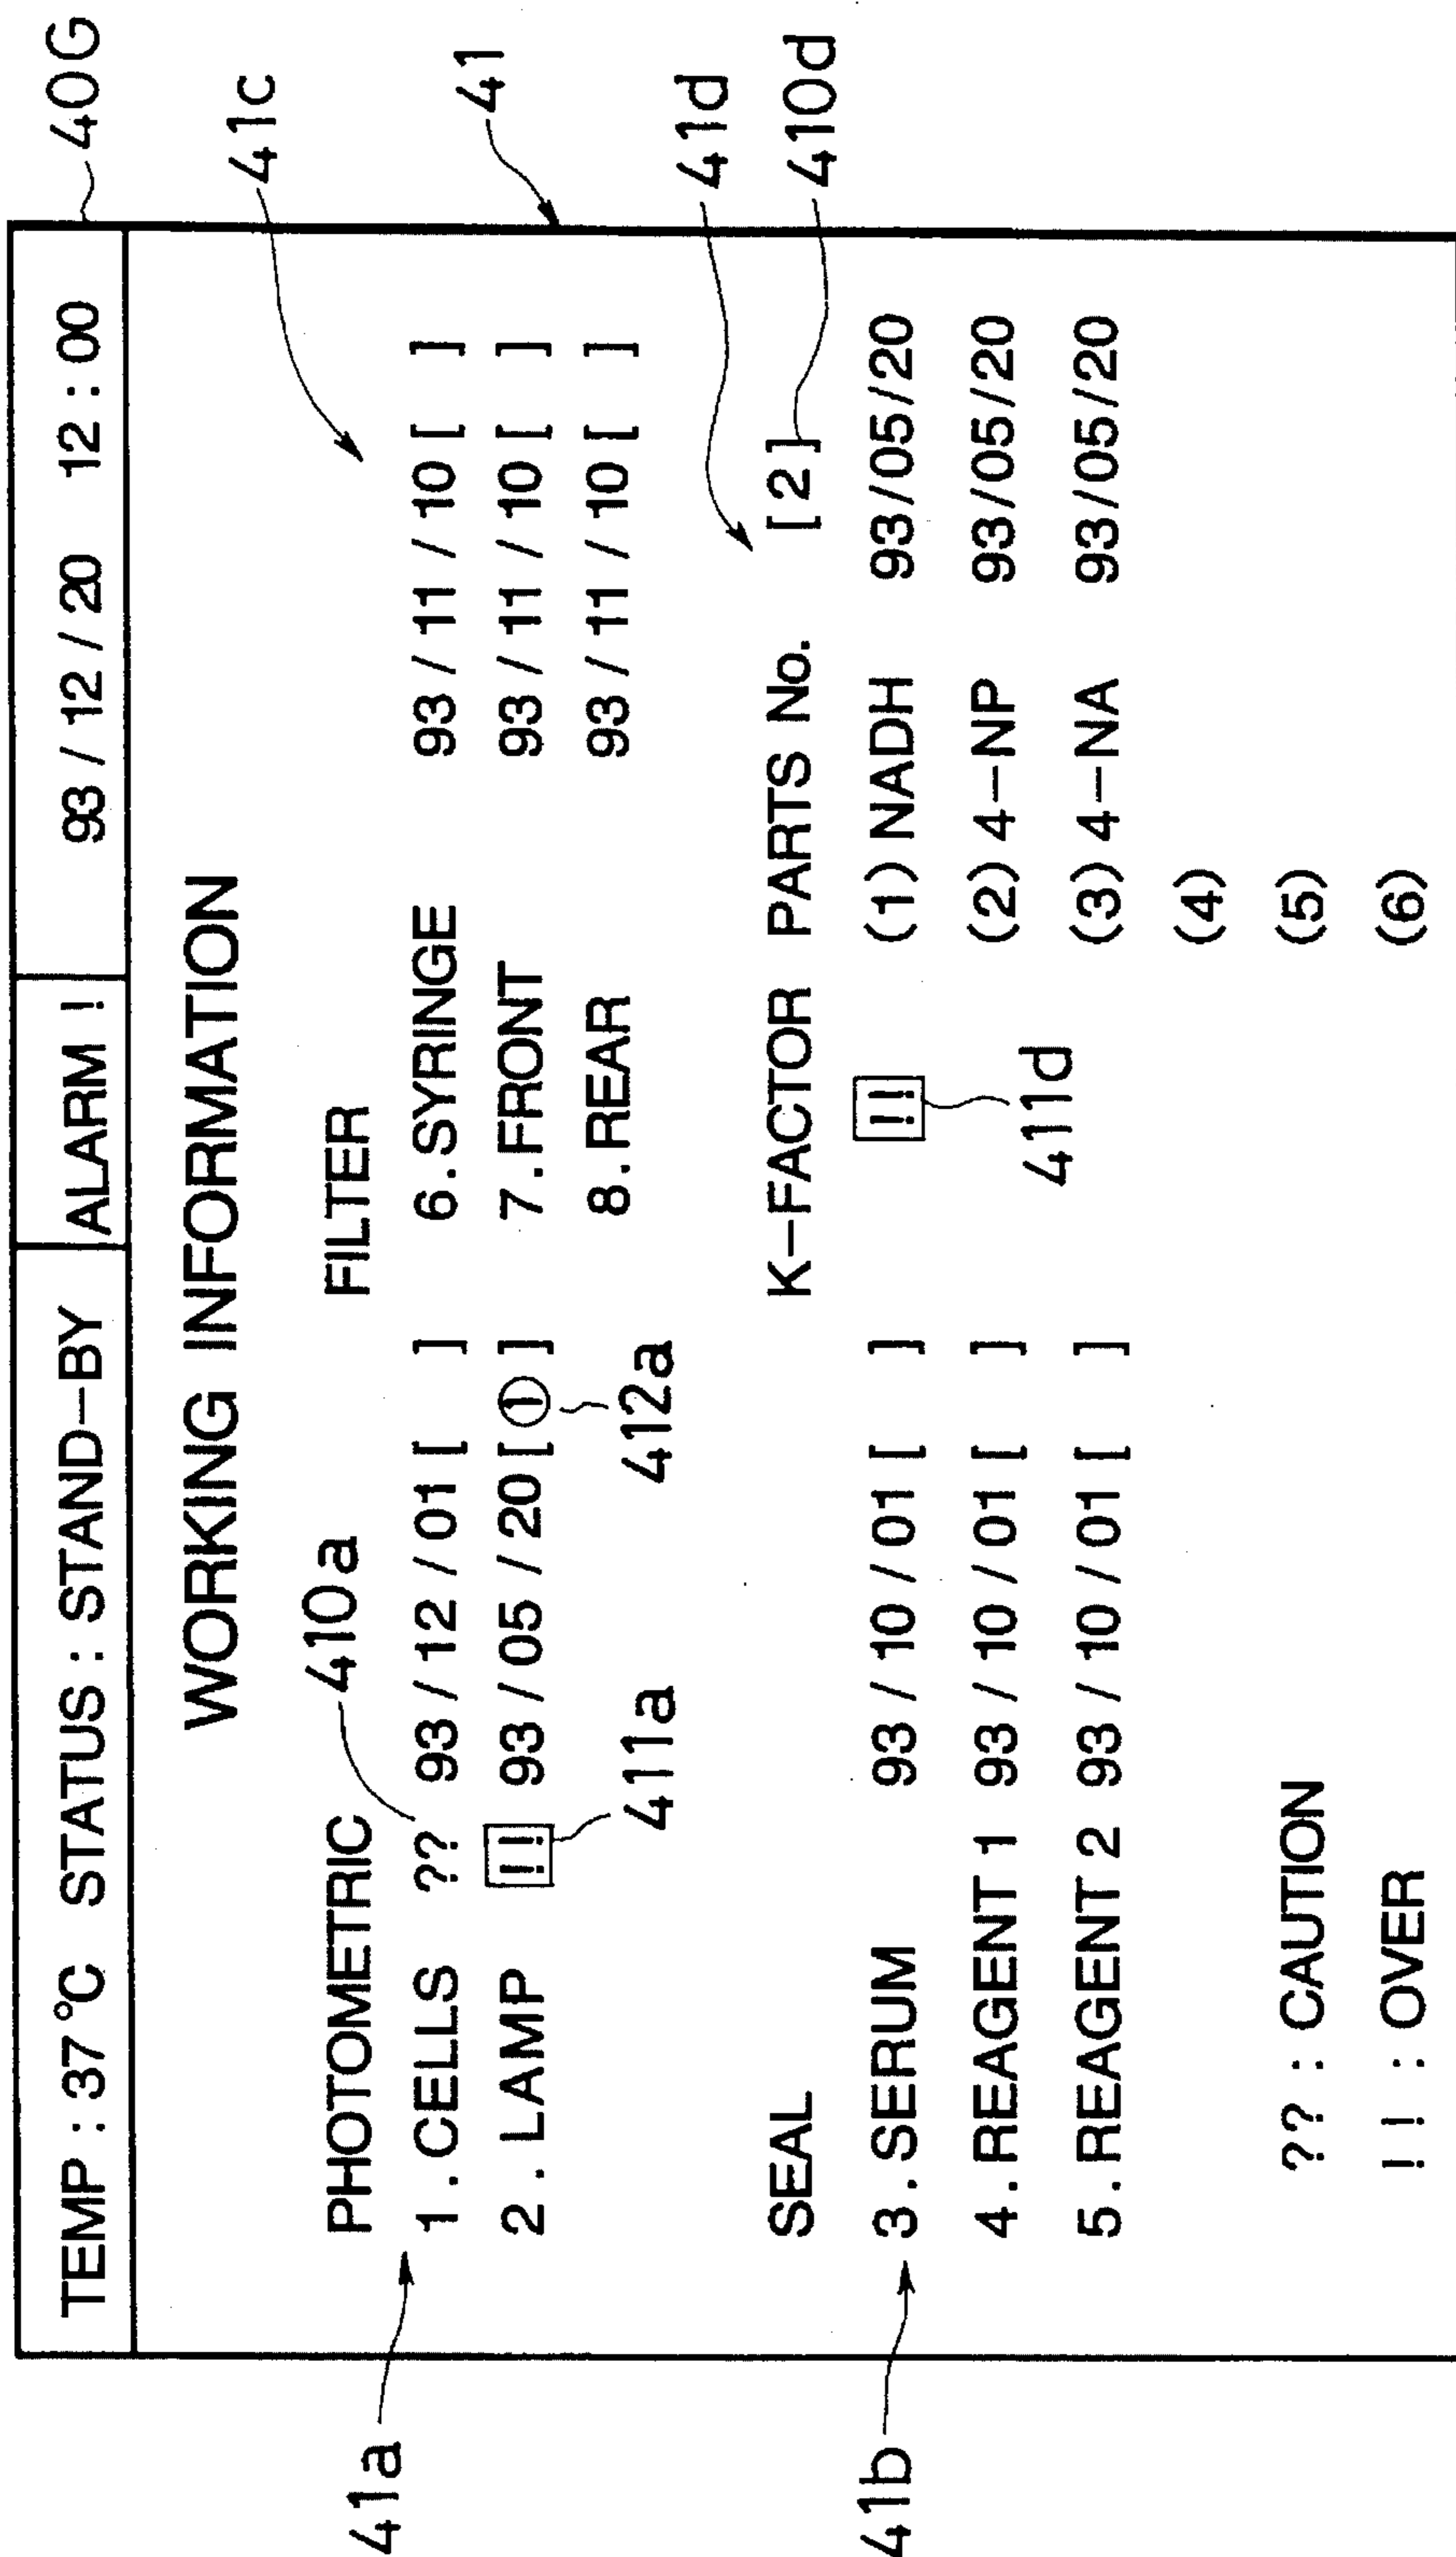 40G
TEMP : 37 °C STATUS : STAND-BY ALARM ! 93 / 12 / 20 12 : 00
WORKING INFORMATION
41c
410a
PHOTOMETRIC FILTER
41a
1 . CELLS ?? 93 / 12 / 01 [ ] 6 . SYRINGE 93 / 11 / 10 [ ]
41
2 . LAMP !! 93 / 05 / 20 [ ① ] 7 . FRONT 93 / 11 / 10 [ ]
8 . REAR 93 / 11 / 10 [ ]
411a 412a
41d
SEAL K-FACTOR PARTS No. [ 2 ]
410d
41b
3 . SERUM 93 / 10 / 01 [ ] !! (1) NADH 93/05/20
4 . REAGENT 1 93 / 10 / 01 [ ] (2) 4-NP 93/05/20
411d
5 . REAGENT 2 93 / 10 / 01 [ ] (3) 4-NA 93/05/20
(4)
?? : CAUTION (5)
!! : OVER (6)